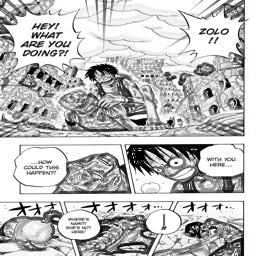 ZOLO
!!
HEY!
WHAT
ARE YOU
DOING?!
WITH YOU
HERE...
...HOW
COULD THIS
HAPPEN?!
WHERE'S
NAMI?!
SHE'S NOT
HERE!